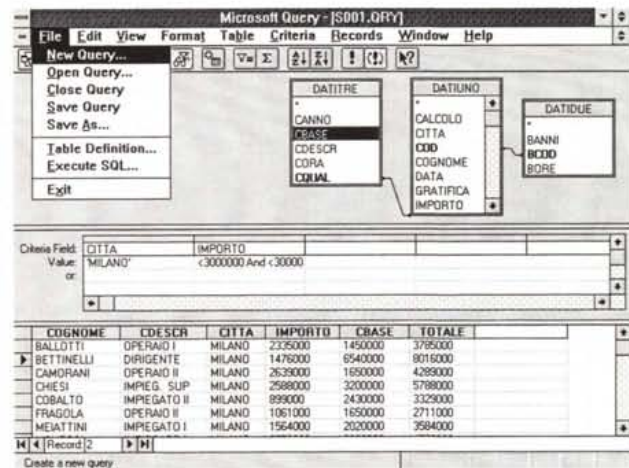 Microsoft Query - [S001.QRY]
File Edit View Format Table Criteria Records Window Help
New Query...
Open Query...
Close Query
Save Query
Save As...
Table Definition...
Execute SQL...
Exit
DATITRE
*
CANNO
CBASE
CDESCR
CORA
CQUAL
DATIUNO
*
CALCOLO
CITTA
COD
COGNOME
DATA
GRATIFICA
IMPORTO
DATIDUE
*
BANNI
BCOD
BORE
Criteria Field: CITTA IMPORTO
Value: 'MILANO' <3000000 And <30000
or:
COGNOME CDESCR CITTA IMPORTO CBASE TOTALE
BALLOTTI OPERAIO I MILANO 2335000 1450000 3785000
BETTINELLI DIRIGENTE MILANO 1476000 6540000 8016000
CAMORANI OPERAIO II MILANO 2639000 1650000 4289000
CHIESI IMPIEG. SUP MILANO 2588000 3200000 5788000
COBALTO IMPIEGATO II MILANO 899000 2430000 3329000
FRAGOLA OPERAIO II MILANO 1061000 1650000 2711000
MEIATTINI IMPIEGATO I MILANO 1564000 2020000 3584000
Record: 2
Create a new query